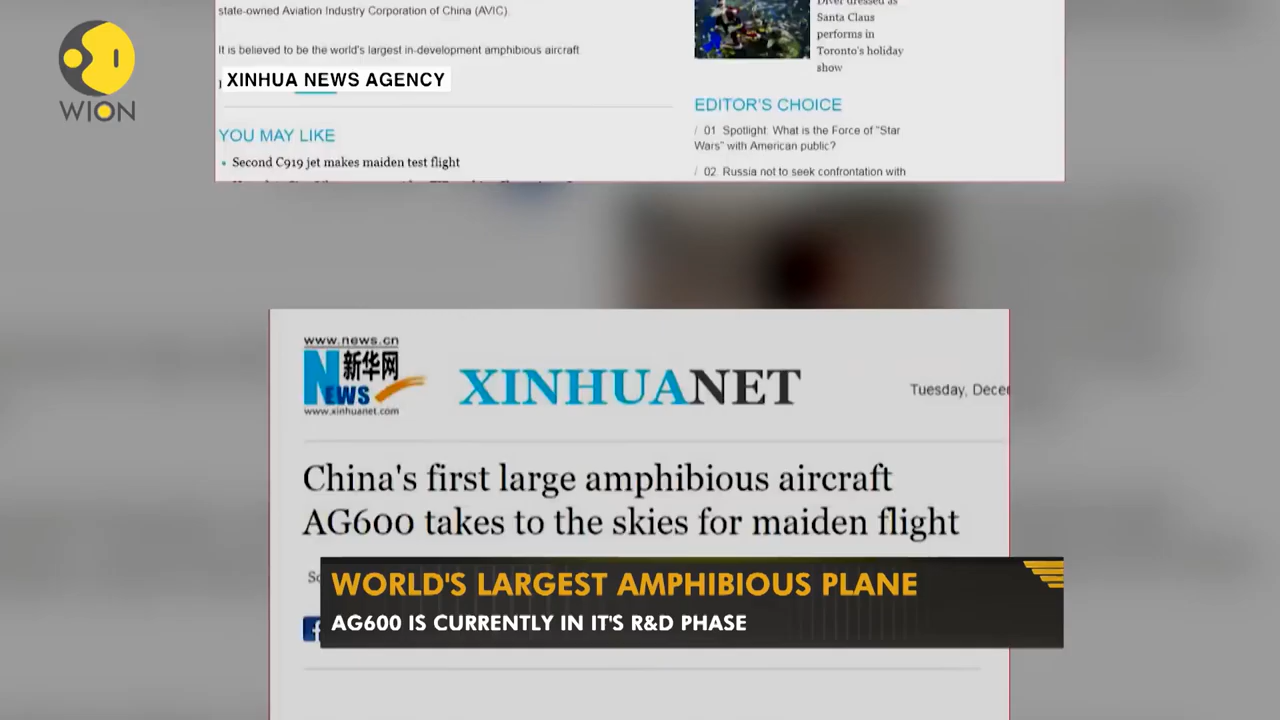 state-owned Aviation Industry Corporation of China (AVIC).
It is believed to be the world's largest in-development amphibious aircraft.
XINHUA NEWS AGENCY
WION
YOU MAY LIKE
Second C919 jet makes maiden test flight
Diver dressed as
Santa Claus
performs in
Toronto's holiday
show
EDITOR'S CHOICE
/ 01 Spotlight: What is the Force of "Star
Wars" with American public?
/ 02 Russia not to seek confrontation with
www.news.cn
新华网
NEWS
www.xinhuanet.com
XINHUANET
Tuesday, Decem
China's first large amphibious aircraft
AG600 takes to the skies for maiden flight
WORLD'S LARGEST AMPHIBIOUS PLANE
AG600 IS CURRENTLY IN IT'S R&D PHASE